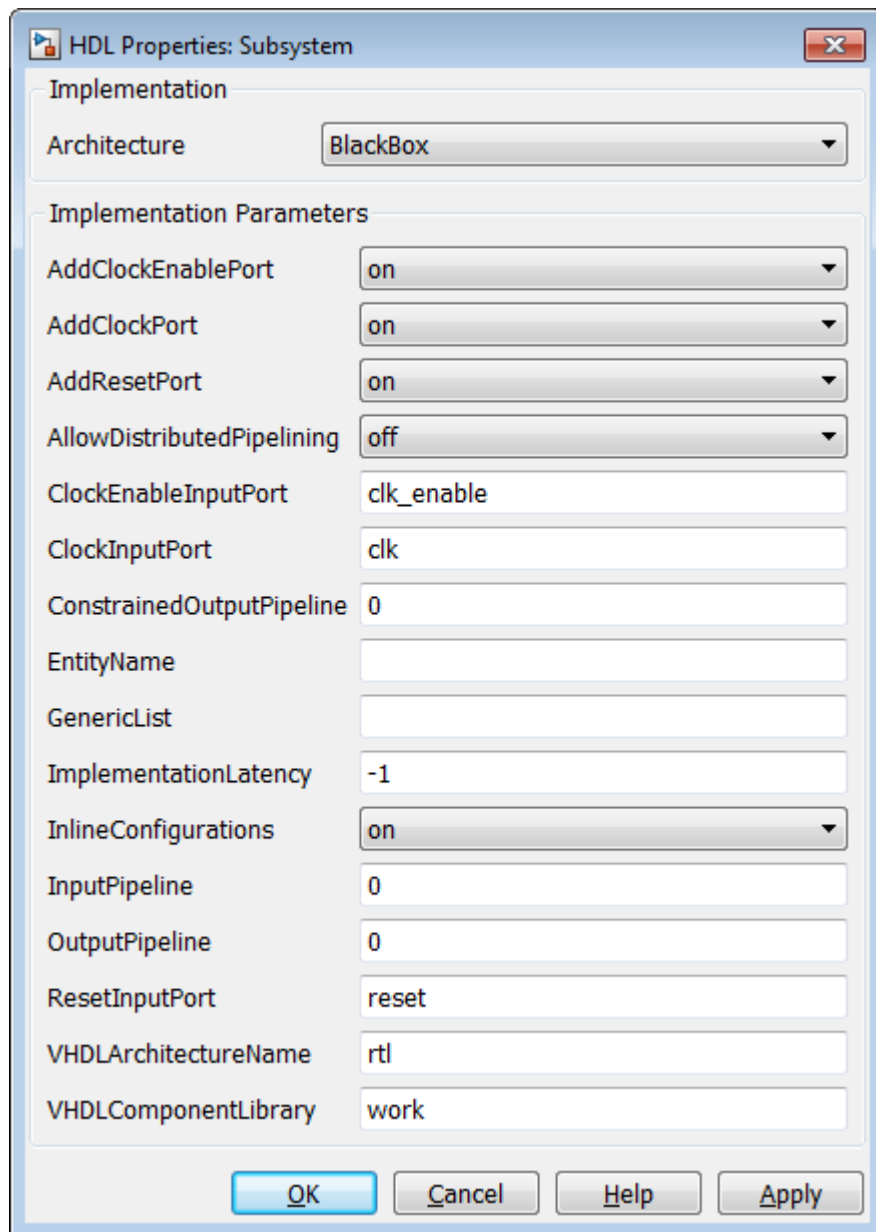 HDL Properties: Subsystem
Implementation
Architecture BlackBox
Implementation Parameters
AddClockEnablePort on
AddClockPort on
AddResetPort on
AllowDistributedPipelining off
ClockEnableInputPort clk_enable
ClockInputPort clk
ConstrainedOutputPipeline 0
EntityName
GenericList
ImplementationLatency -1
InlineConfigurations on
InputPipeline 0
OutputPipeline 0
ResetInputPort reset
VHDLArchitectureName rtl
VHDLComponentLibrary work
OK Cancel Help Apply